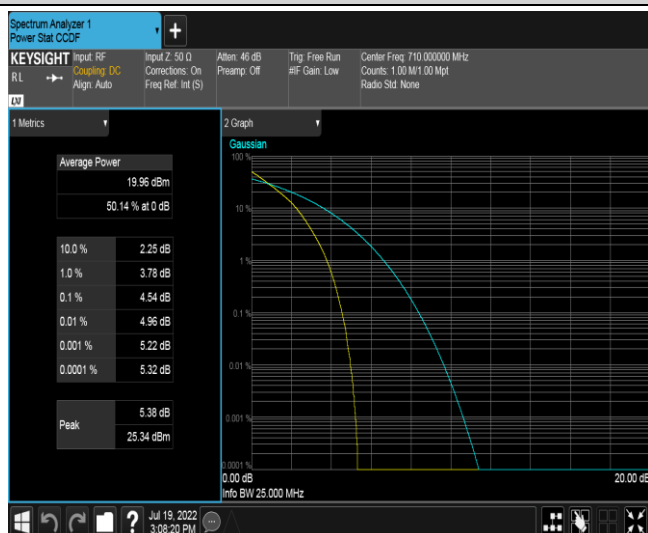 Spectrum Analyzer 1
Power Stat CCDF
+
KEYSIGHT
RL
LXI
Input: RF
Coupling: DC
Align: Auto
Input Z: 50 Ω
Corrections: On
Freq Ref: Int (S)
Atten: 46 dB
Preamp: Off
Trig: Free Run
#IF Gain: Low
Center Freq: 710.000000 MHz
Counts: 1.00 M/1.00 Mpt
Radio Std: None
1 Metrics
Average Power
19.96 dBm
50.14 % at 0 dB
10.0 % 2.25 dB
1.0 % 3.78 dB
0.1 % 4.54 dB
0.01 % 4.96 dB
0.001 % 5.22 dB
0.0001 % 5.32 dB
Peak
5.38 dB
25.34 dBm
2 Graph
Gaussian
100 %
10 %
1 %
0.1 %
0.01 %
0.001 %
0.0001 %
0.00 dB 20.00 dB
Info BW 25.000 MHz
?
Jul 19, 2022
3:08:20 PM